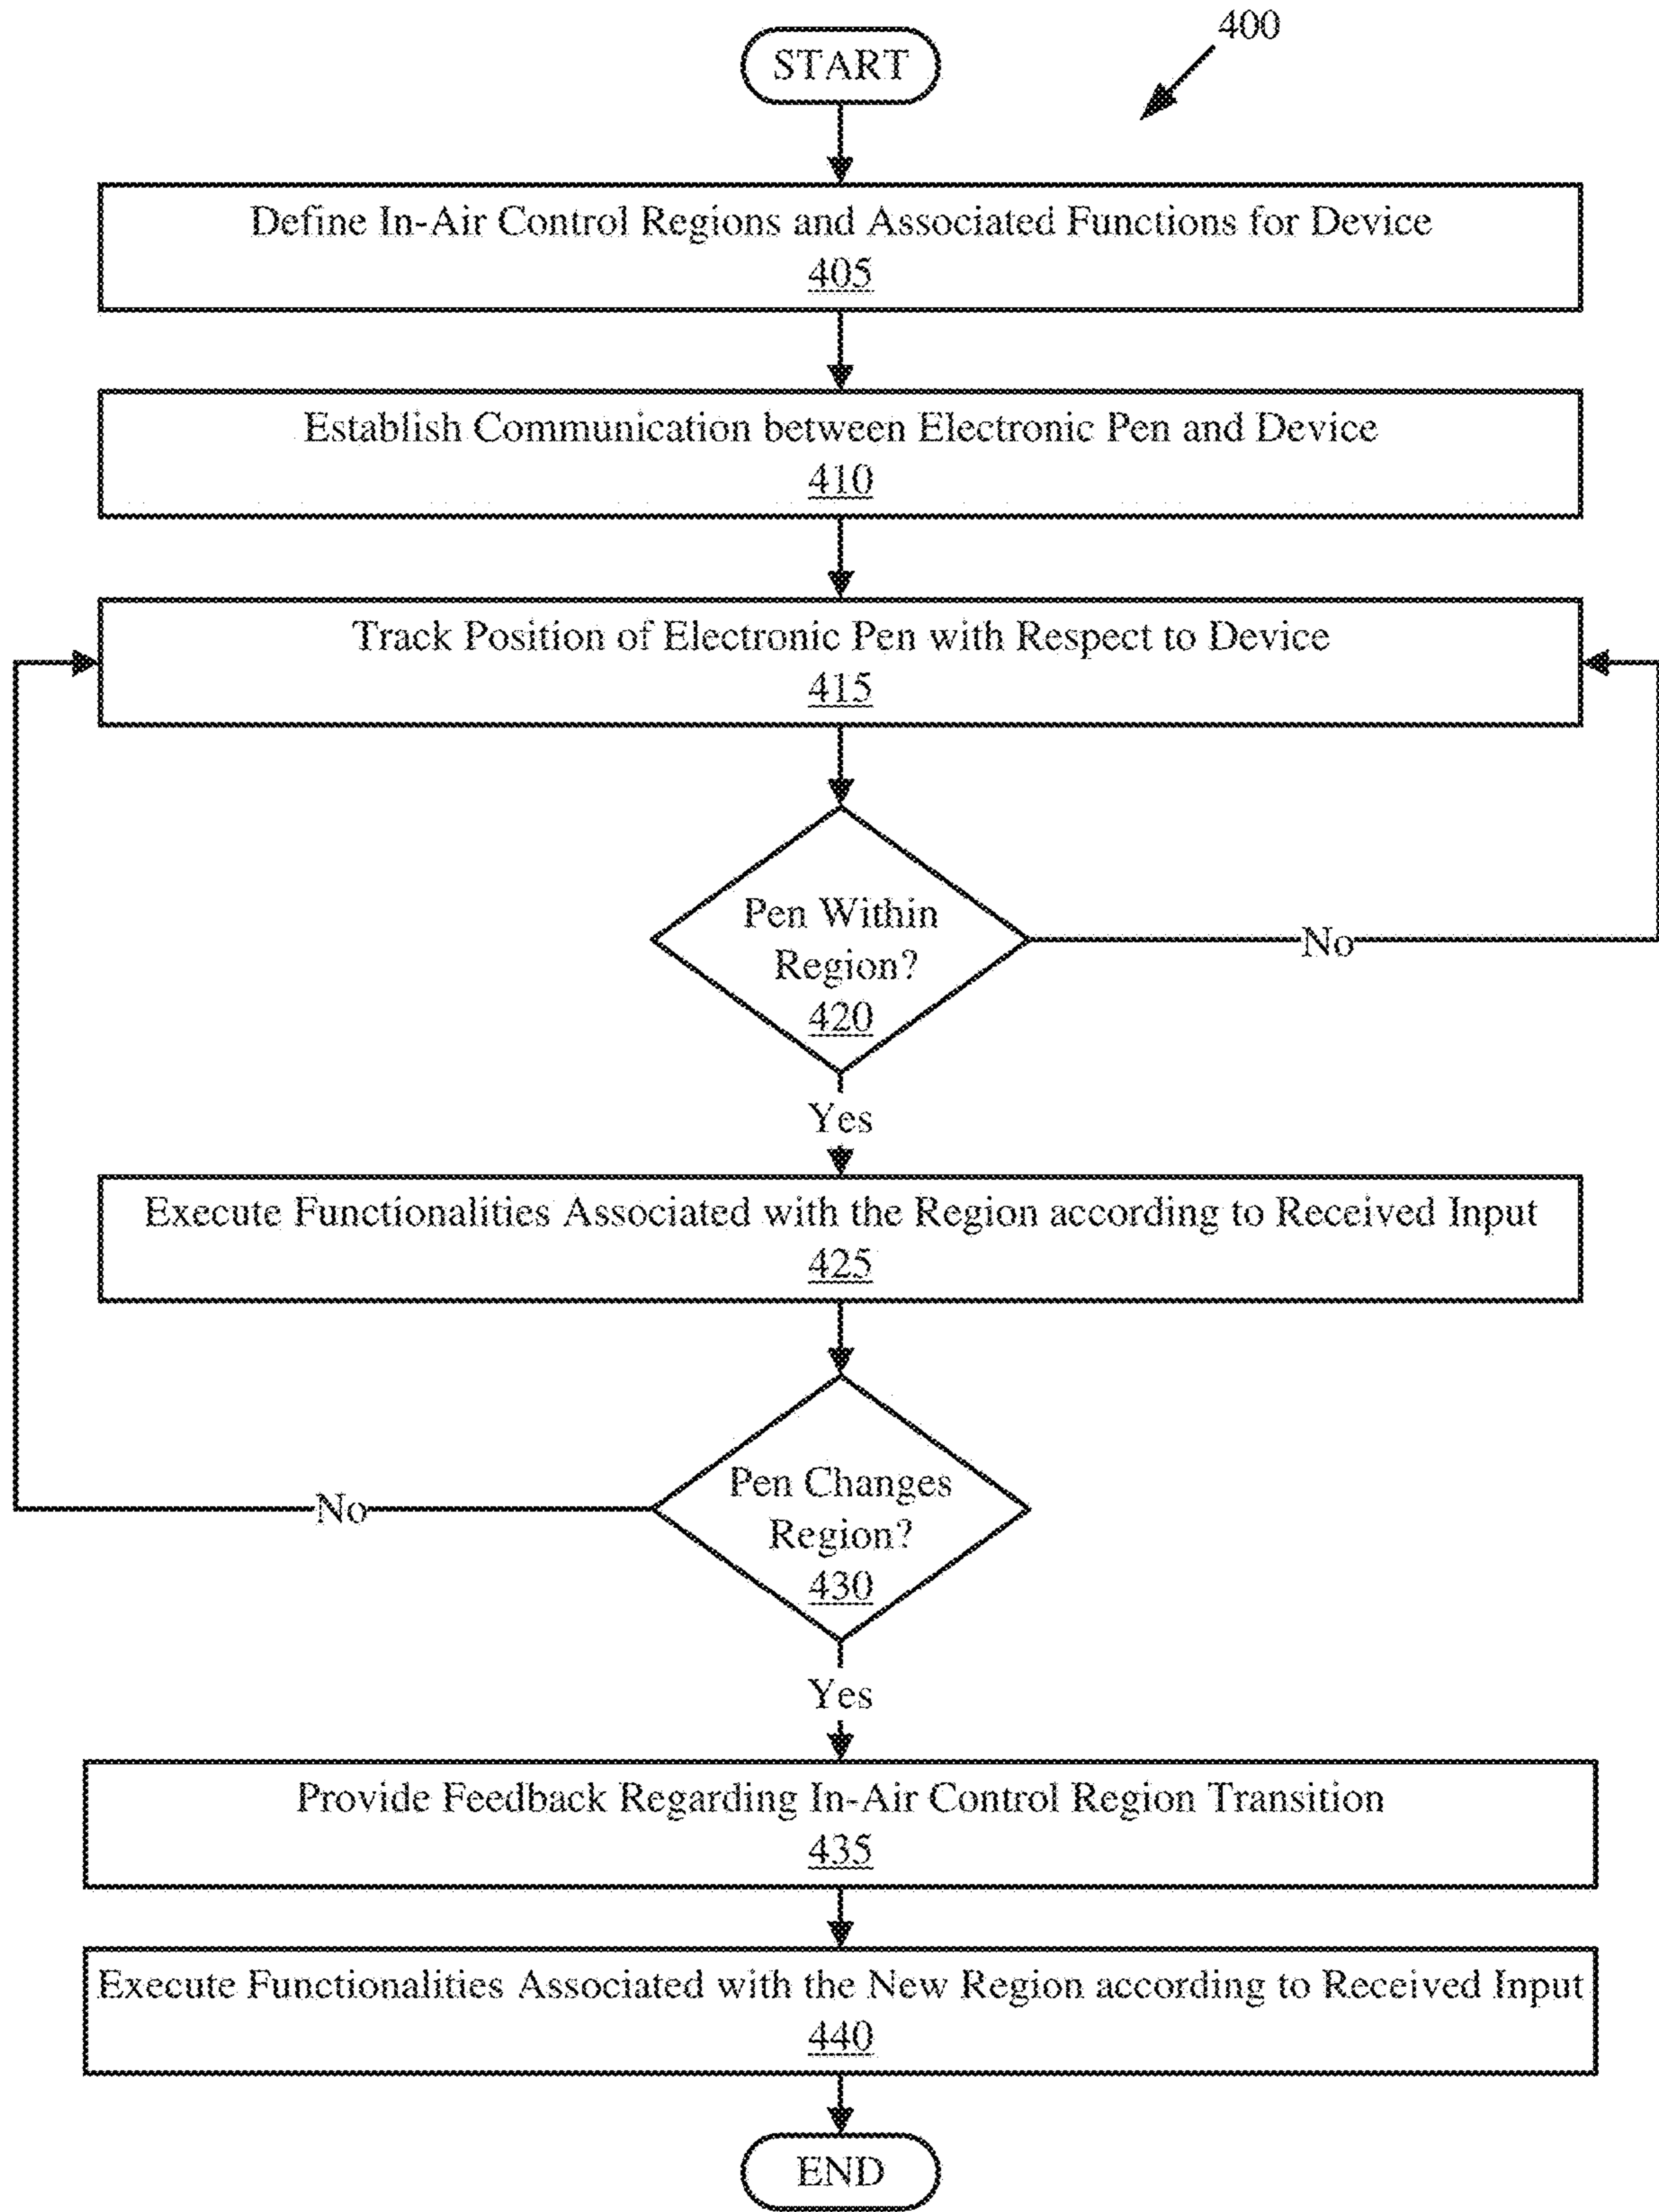 400
START
Define In-Air Control Regions and Associated Functions for Device
405
Establish Communication between Electronic Pen and Device
410
Track Position of Electronic Pen with Respect to Device
415
Pen Within
Region?
420
No
Yes
Execute Functionalities Associated with the Region according to Received Input
425
Pen Changes
Region?
430
No
Yes
Provide Feedback Regarding In-Air Control Region Transition
435
Execute Functionalities Associated with the New Region according to Received Input
440
END